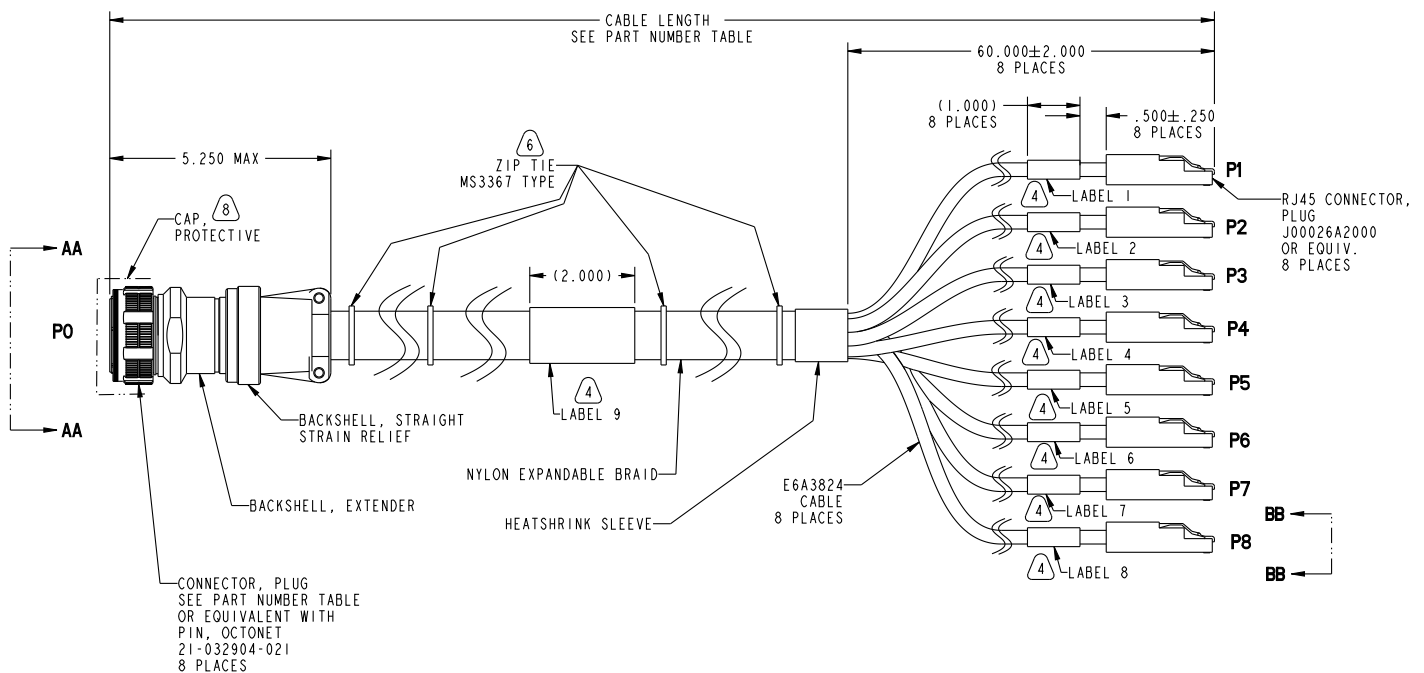 CABLE LENGTH
SEE PART NUMBER TABLE
60.000±2.000
8 PLACES
(1.000)
8 PLACES
.500±.250
8 PLACES
5.250 MAX
6
ZIP TIE
MS3367 TYPE
CAP,
PROTECTIVE
8
AA
P0
AA
(2.000)
4
LABEL 9
BACKSHELL, STRAIGHT
STRAIN RELIEF
BACKSHELL, EXTENDER
NYLON EXPANDABLE BRAID
HEATSHRINK SLEEVE
E6A3824
CABLE
8 PLACES
CONNECTOR, PLUG
SEE PART NUMBER TABLE
OR EQUIVALENT WITH
PIN, OCTONET
21-032904-021
8 PLACES
P1
4
LABEL 1
RJ45 CONNECTOR,
PLUG
J00026A2000
OR EQUIV.
8 PLACES
P2
4
LABEL 2
P3
4
LABEL 3
P4
4
LABEL 4
P5
4
LABEL 5
P6
4
LABEL 6
P7
4
LABEL 7
P8
4
LABEL 8
BB
BB